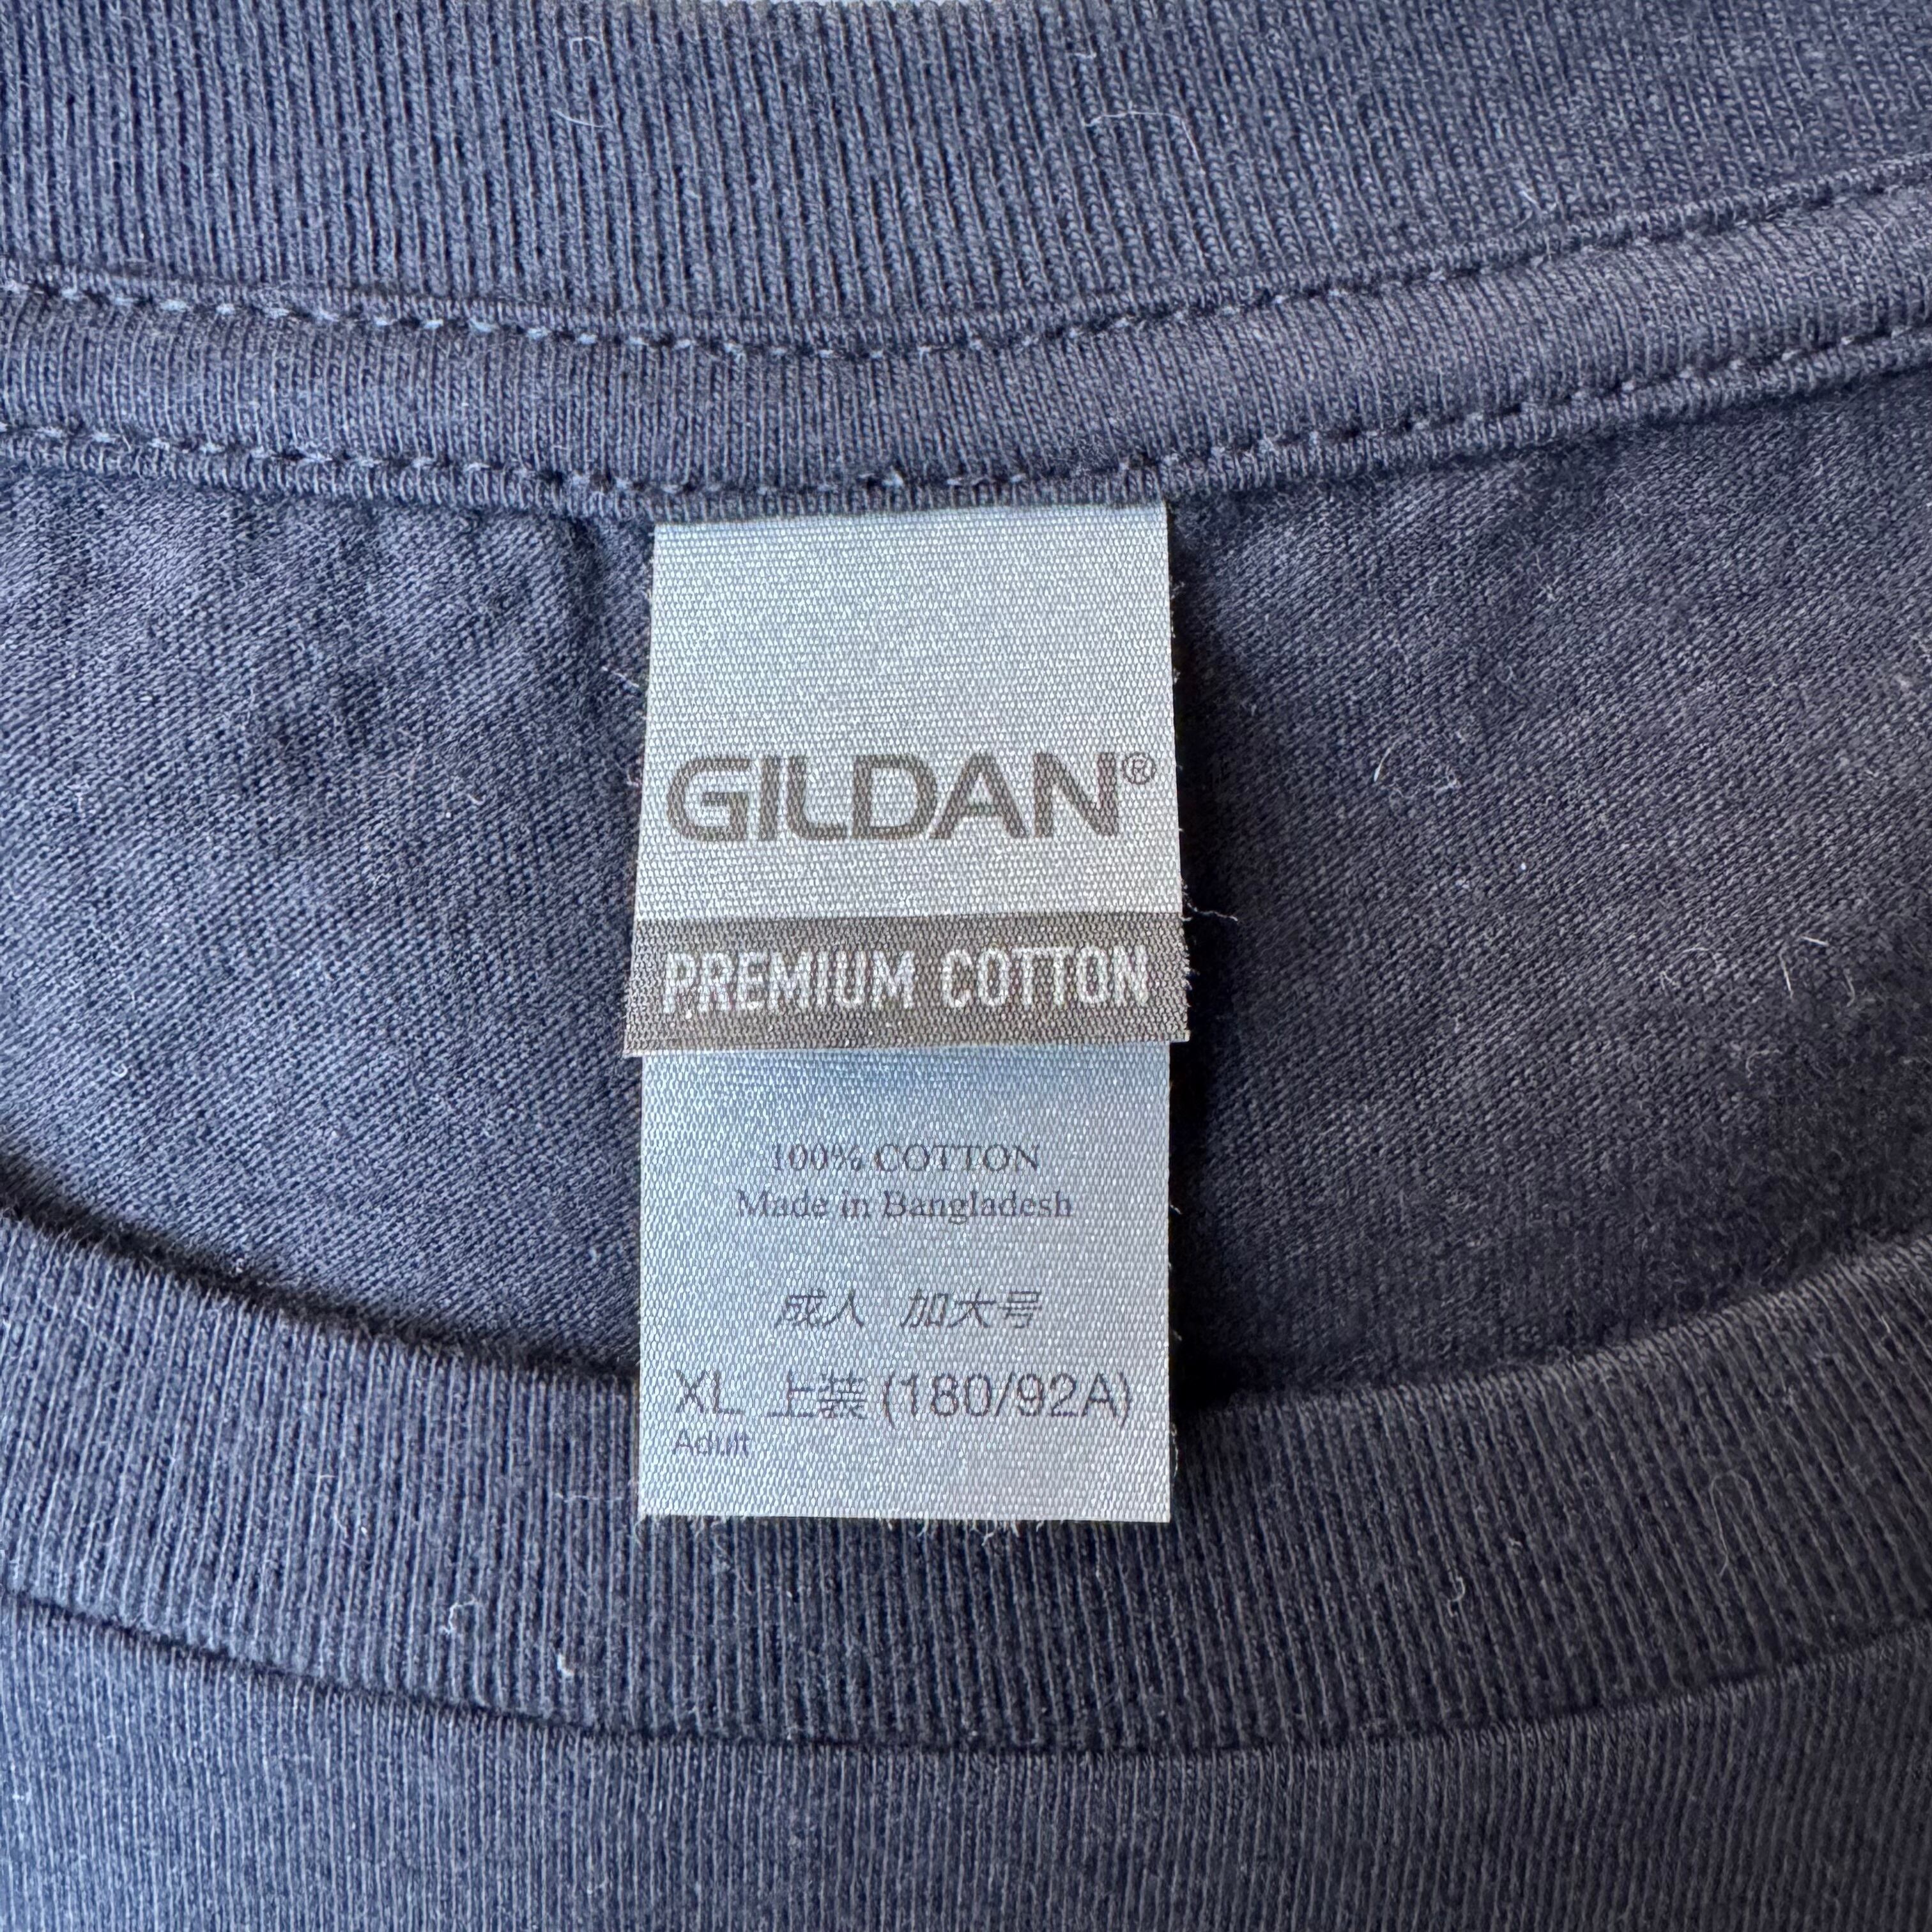 GILDAN®
PREMIUM COTTON
100% COTTON
Made in Bangladesh
成人 加大号
XL 上装(180/92A)
Adult